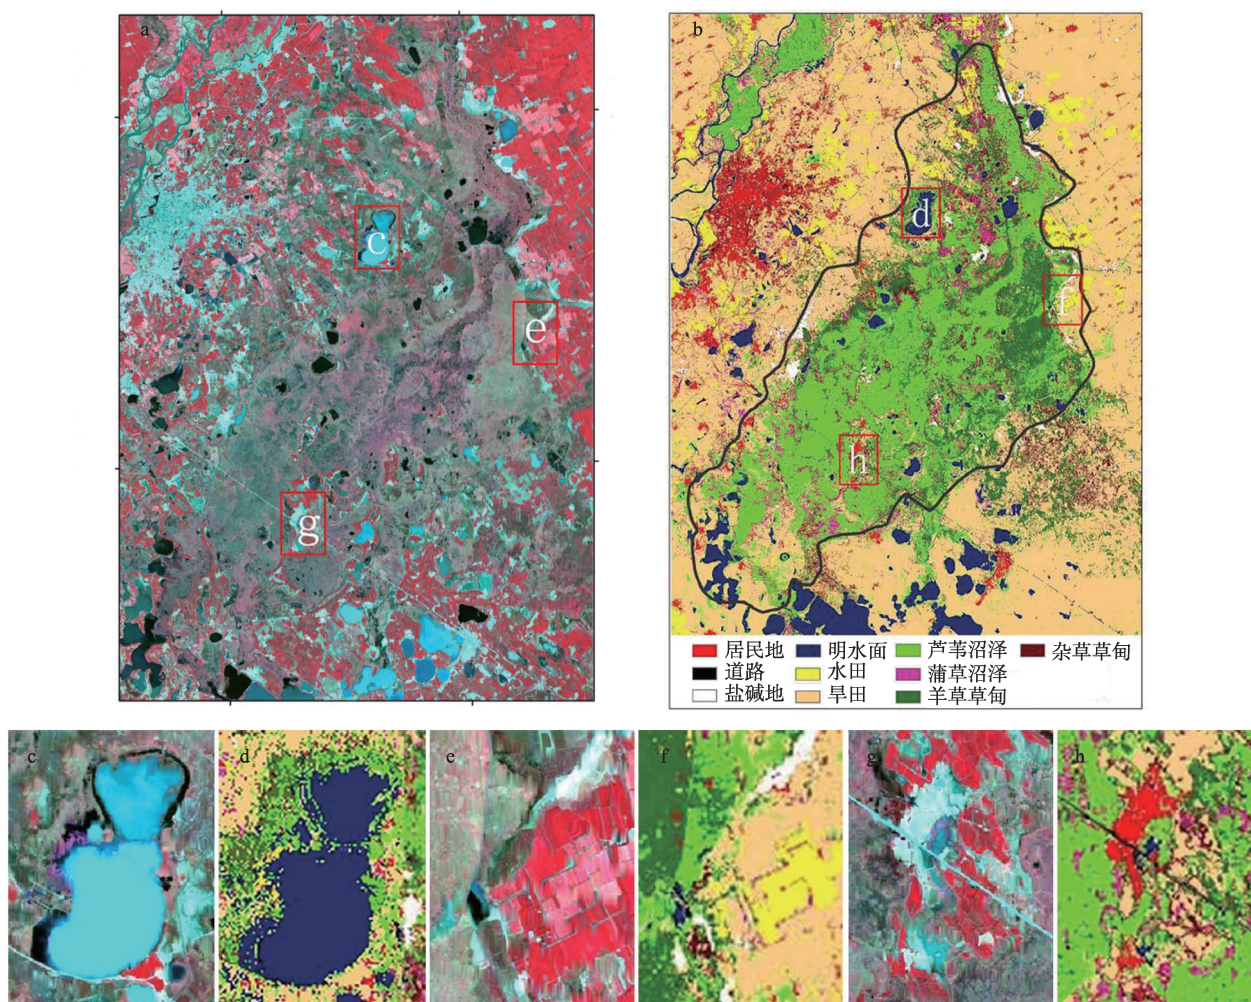 a
b
c
d
e
f
g
h
居民地 明水面 芦苇沼泽 杂草草甸
道路 水田 蒲草沼泽
盐碱地 旱田 羊草草甸
c d e f g h